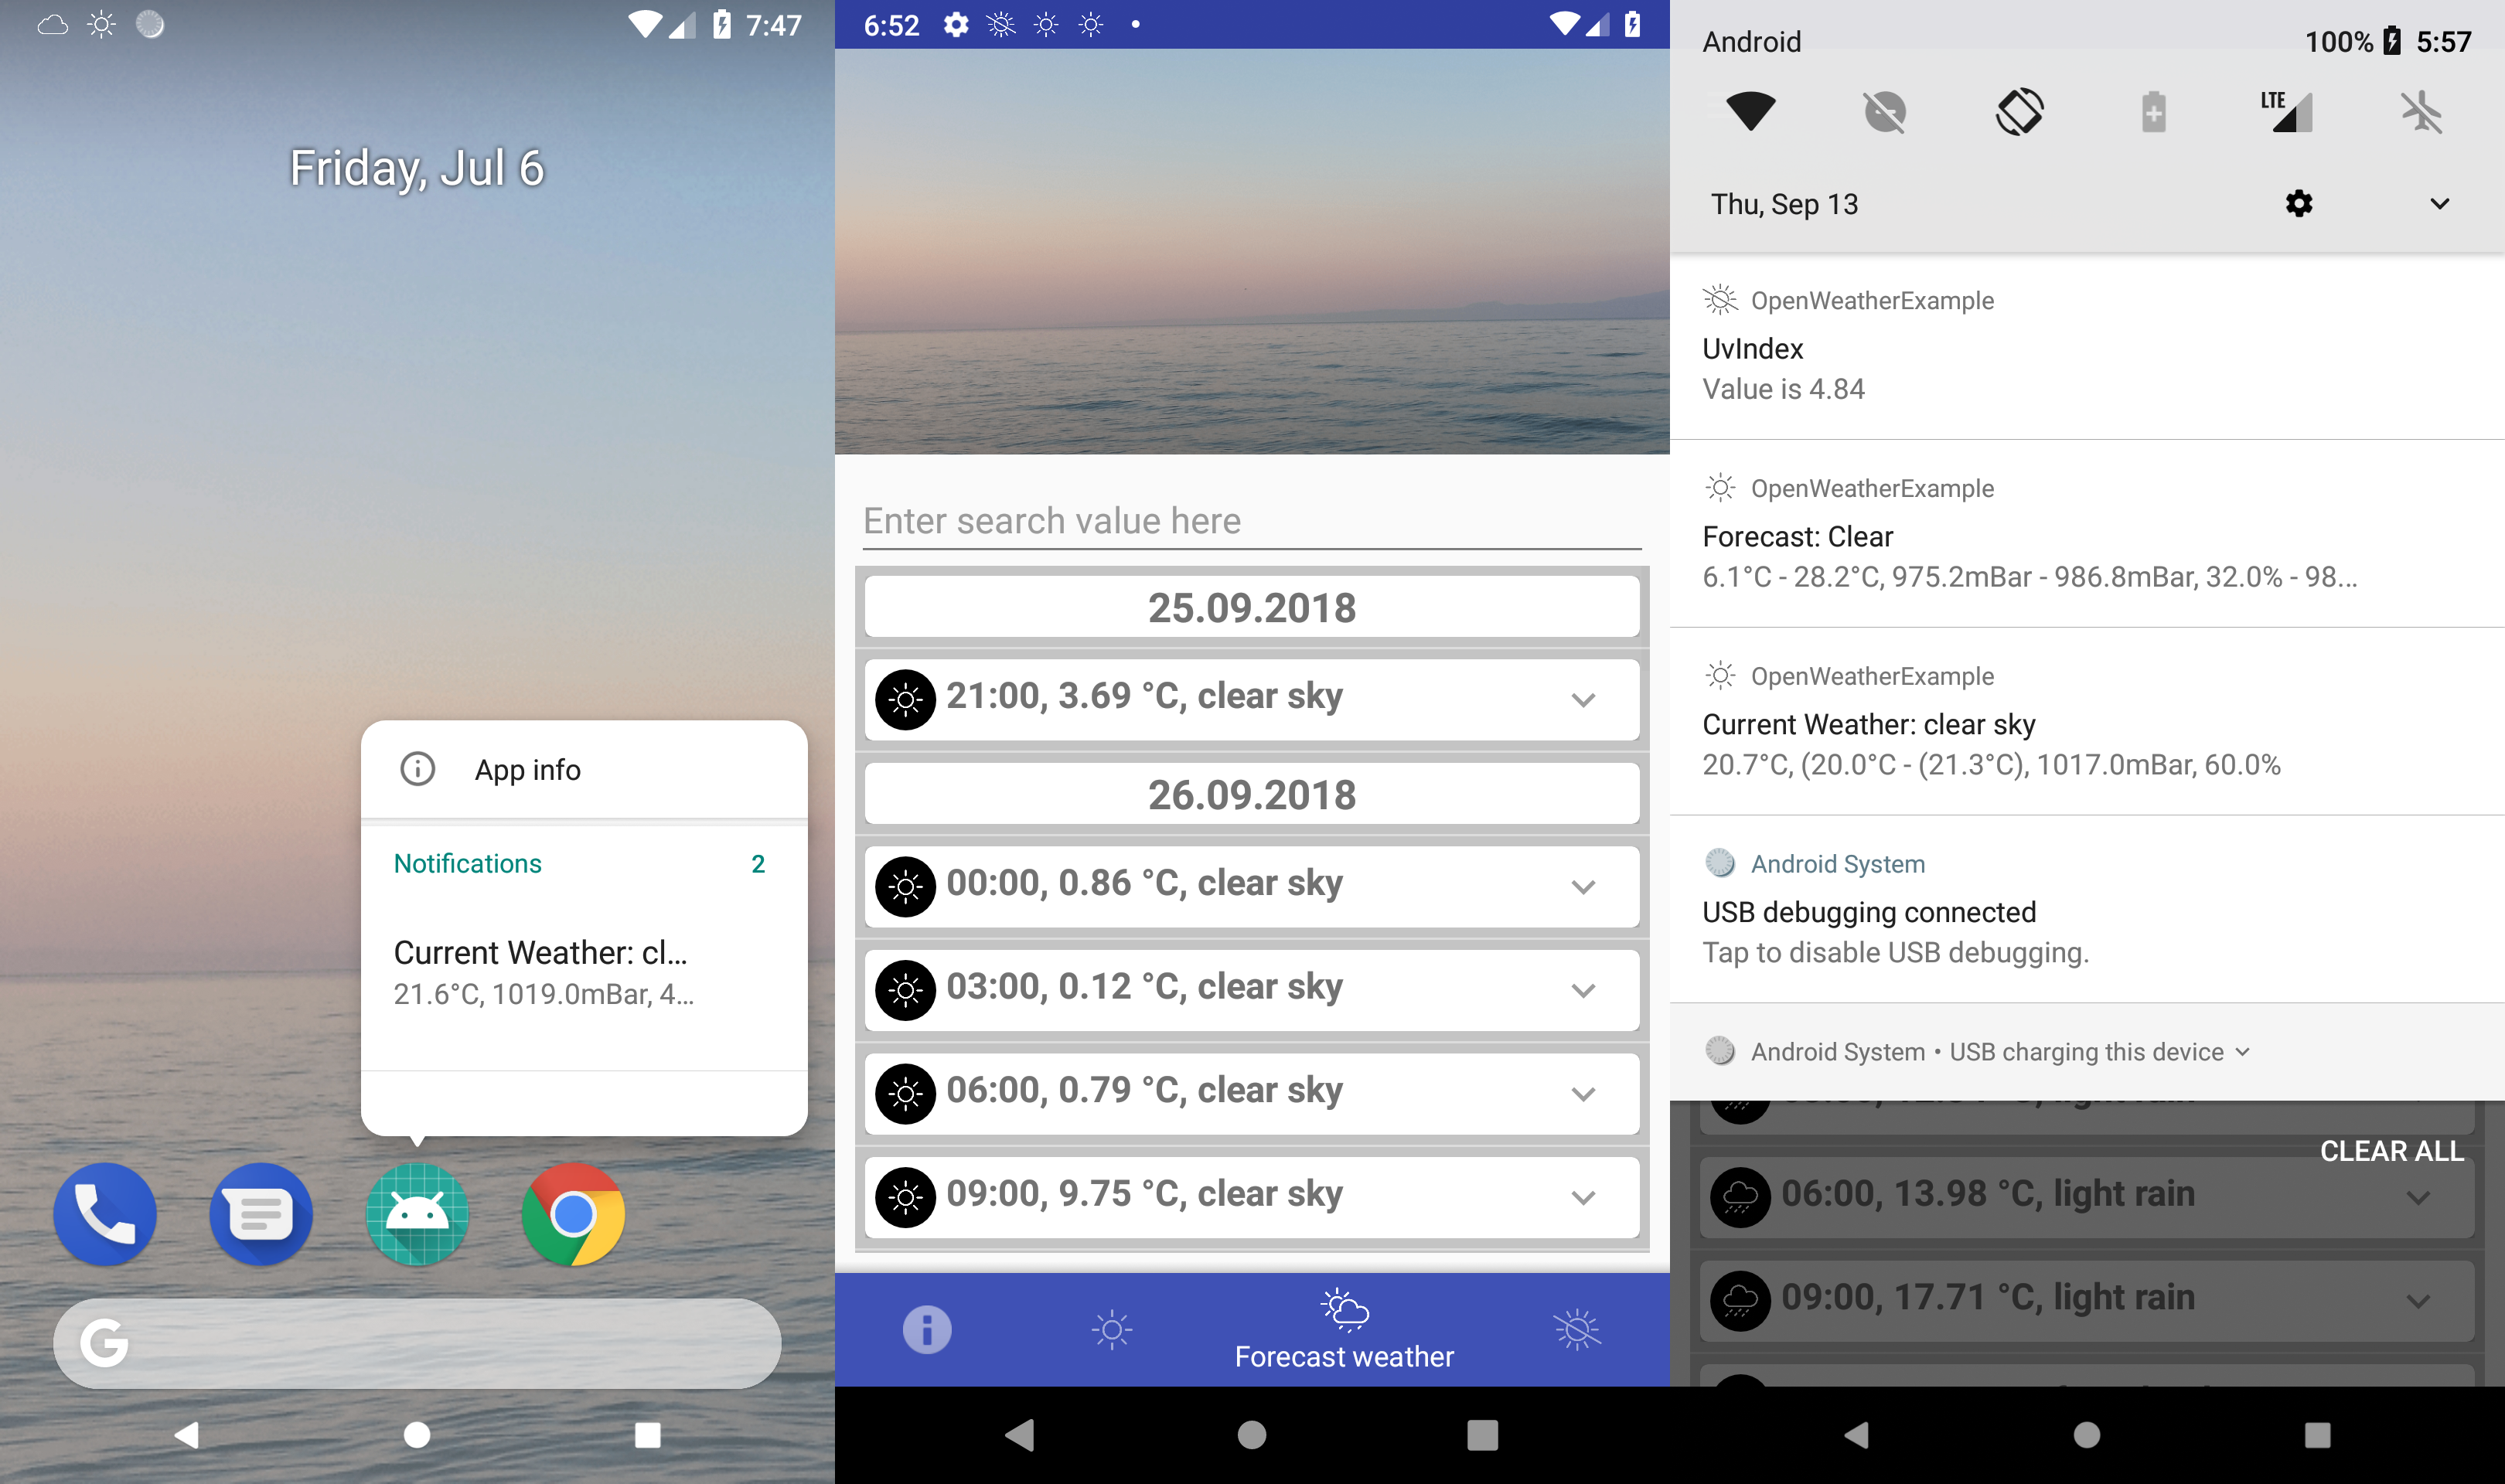 7:47
Friday, Jul 6
App info
Notifications 2
Current Weather: cl...
21.6°C, 1019.0mBar, 4...
G
6:52
Enter search value here
25.09.2018
21:00, 3.69 °C, clear sky
26.09.2018
00:00, 0.86 °C, clear sky
03:00, 0.12 °C, clear sky
06:00, 0.79 °C, clear sky
09:00, 9.75 °C, clear sky
Forecast weather
Android 100% 5:57
LTE
Thu, Sep 13
OpenWeatherExample
UvIndex
Value is 4.84
OpenWeatherExample
Forecast: Clear
6.1°C - 28.2°C, 975.2mBar - 986.8mBar, 32.0% - 98...
OpenWeatherExample
Current Weather: clear sky
20.7°C, (20.0°C - (21.3°C), 1017.0mBar, 60.0%
Android System
USB debugging connected
Tap to disable USB debugging.
Android System • USB charging this device
light rain
CLEAR ALL
06:00, 13.98 °C, light rain
09:00, 17.71 °C, light rain